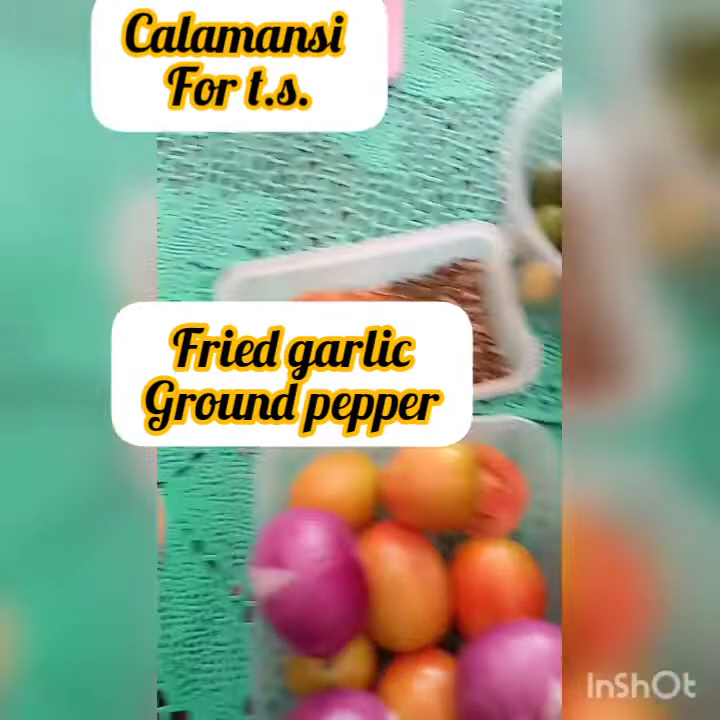 Calamansi
For t.s.
Fried garlic
Ground pepper
InShOt